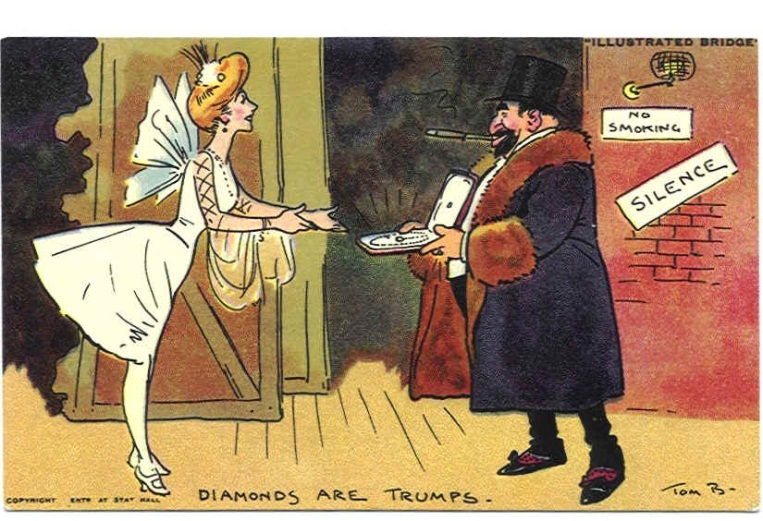 "ILLUSTRATED BRIDGE"
NO
SMOKING
SILENCE
DIAMONDS ARE TRUMPS -
TOM B-
COPYRIGHT ENTD AT STAT HALL